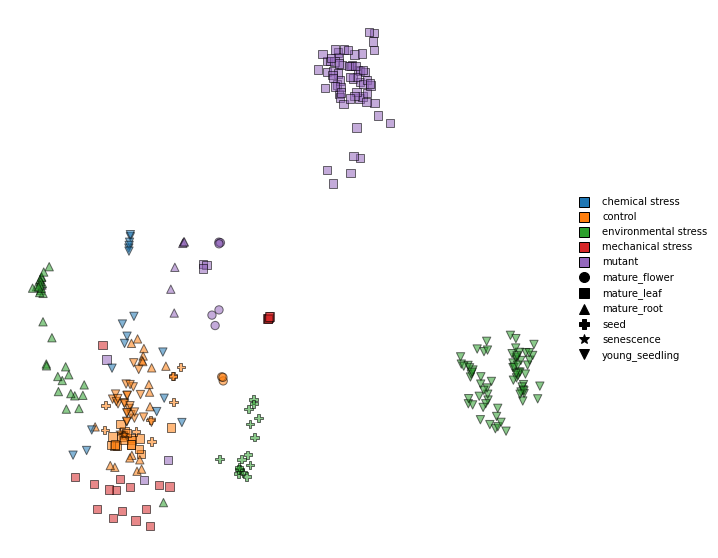 chemical stress
control
environmental stress
mechanical stress
mutant
mature_flower
mature_leaf
mature_root
seed
senescence
young_seedling